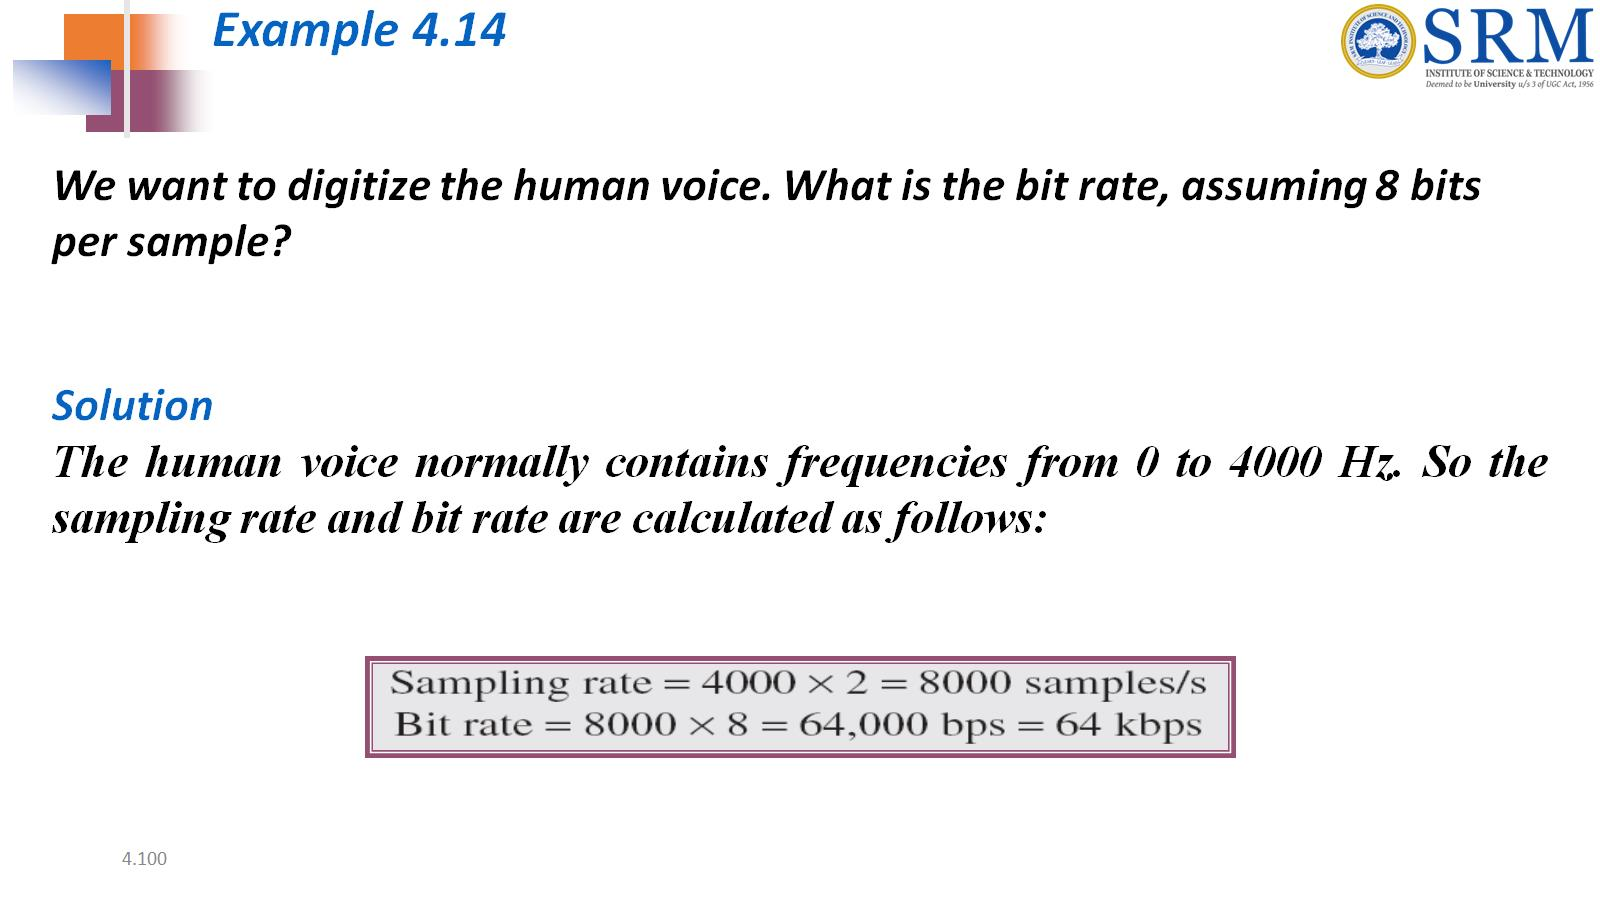 Example 4.14
SRM
INSTITUTE OF SCIENCE & TECHNOLOGY
Deemed to be University u/s 3 of UGC Act, 1956
We want to digitize the human voice. What is the bit rate, assuming 8 bits
per sample?
Solution
The human voice normally contains frequencies from 0 to 4000 Hz. So the
sampling rate and bit rate are calculated as follows:
Sampling rate = 4000 × 2 = 8000 samples/s
Bit rate = 8000 × 8 = 64,000 bps = 64 kbps
4.100